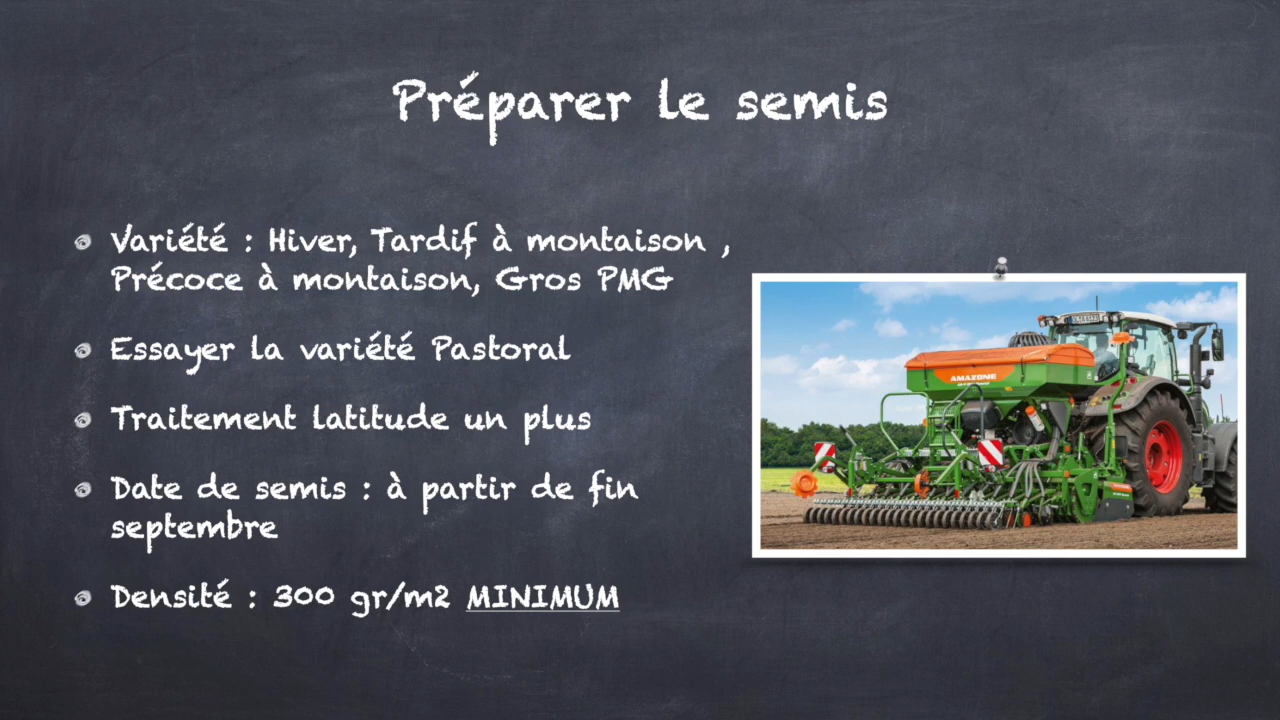 Préparer le semis
Variété : Hiver, Tardif à montaison ,
Précoce à montaison, Gros PMG
Essayer la variété Pastoral
Traitement latitude un plus
Date de semis : à partir de fin
septembre
Densité : 300 gr/m2 MINIMUM
AMAZONE